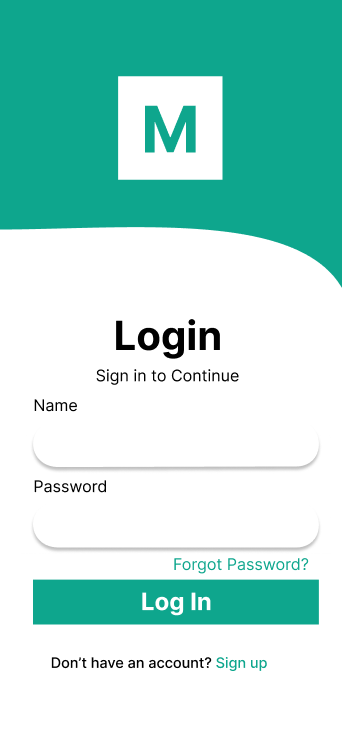 M
Login
Sign in to Continue
Name
Password
Forgot Password?
Log In
Don’t have an account? Sign up